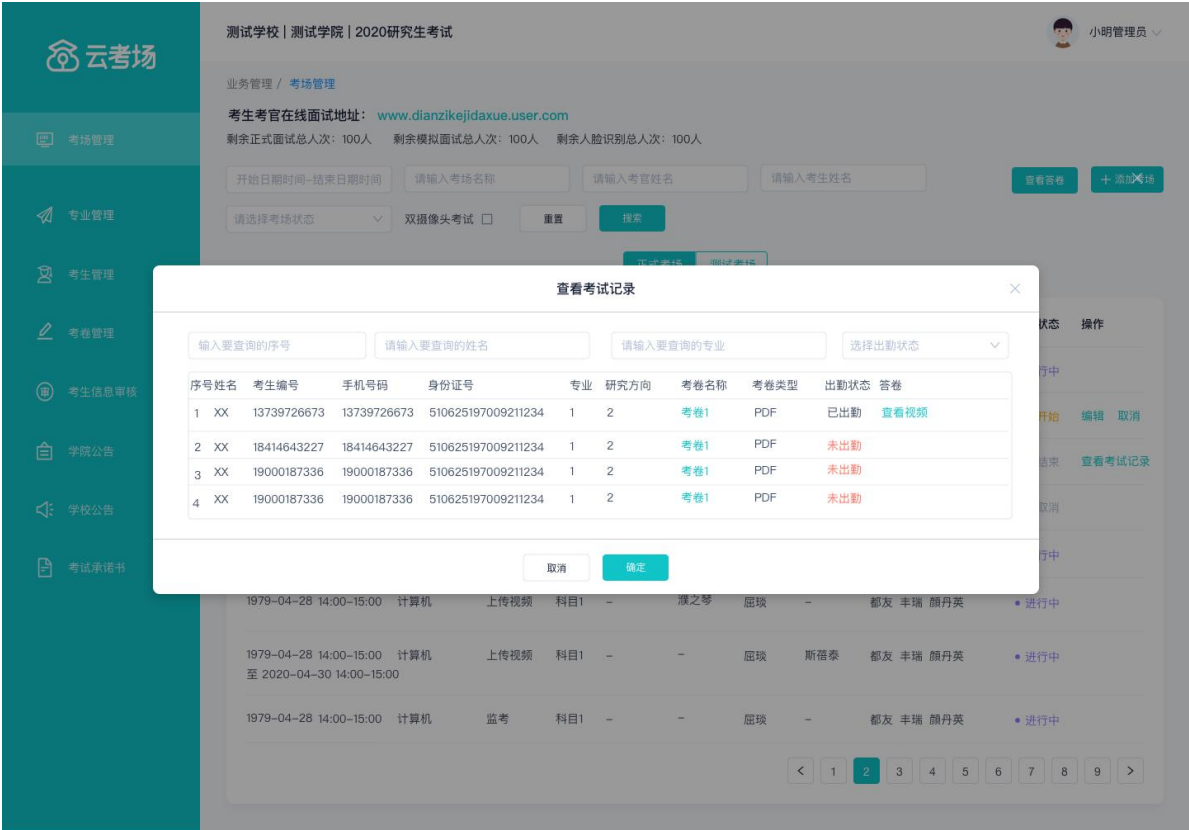 云考场
测试学校 | 测试学院 | 2020研究生考试
小明管理员
业务管理 / 考场管理
考生考官在线面试地址： www.dianzikejidaxue.user.com
剩余正式面试总人次：100人 剩余模拟面试总人次：100人 剩余人脸识别总人次：100人
开始日期时间-结束日期时间 请输入考场名称 请输入考官姓名 请输入考生姓名 查看答卷 + 添加考场
请选择考场状态 双摄像头考试 重置 搜索
正式考场 测试考场
考场管理
专业管理
考生管理
考卷管理
考生信息审核
学院公告
学校公告
考试承诺书
查看考试记录
输入要查询的序号 请输入要查询的姓名 请输入要查询的专业 选择出勤状态
序号 姓名 考生编号 手机号码 身份证号 专业 研究方向 考卷名称 考卷类型 出勤状态 答卷
1 XX 13739726673 13739726673 510625197009211234 1 2 考卷1 PDF 已出勤 查看视频
2 XX 18414643227 18414643227 510625197009211234 1 2 考卷1 PDF 未出勤
3 XX 19000187336 19000187336 510625197009211234 1 2 考卷1 PDF 未出勤
4 XX 19000187336 19000187336 510625197009211234 1 2 考卷1 PDF 未出勤
取消 确定
状态 操作
行中
开始 编辑 取消
结束 查看考试记录
取消
行中
1979-04-28 14:00-15:00 计算机 上传视频 科目1 - 濮之琴 屈琰 - 都友 丰瑞 颜丹英 进行中
1979-04-28 14:00-15:00 计算机 上传视频 科目1 - - 屈琰 斯蓓泰 都友 丰瑞 颜丹英 进行中
至 2020-04-30 14:00-15:00
1979-04-28 14:00-15:00 计算机 监考 科目1 - - 屈琰 - 都友 丰瑞 颜丹英 进行中
< 1 2 3 4 5 6 7 8 9 >